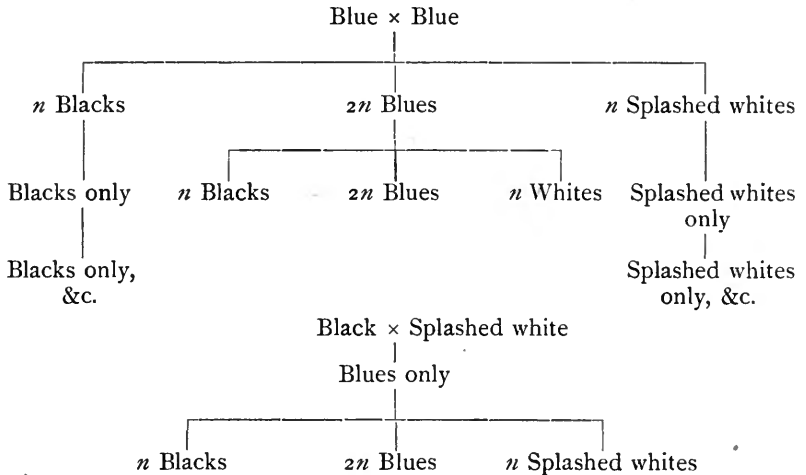 Blue × Blue
n Blacks 2n Blues n Splashed whites
Blacks only n Blacks 2n Blues n Whites Splashed whites
only
Blacks only, Splashed whites
&c. only, &c.
Black × Splashed white
Blues only
n Blacks 2n Blues n Splashed whites